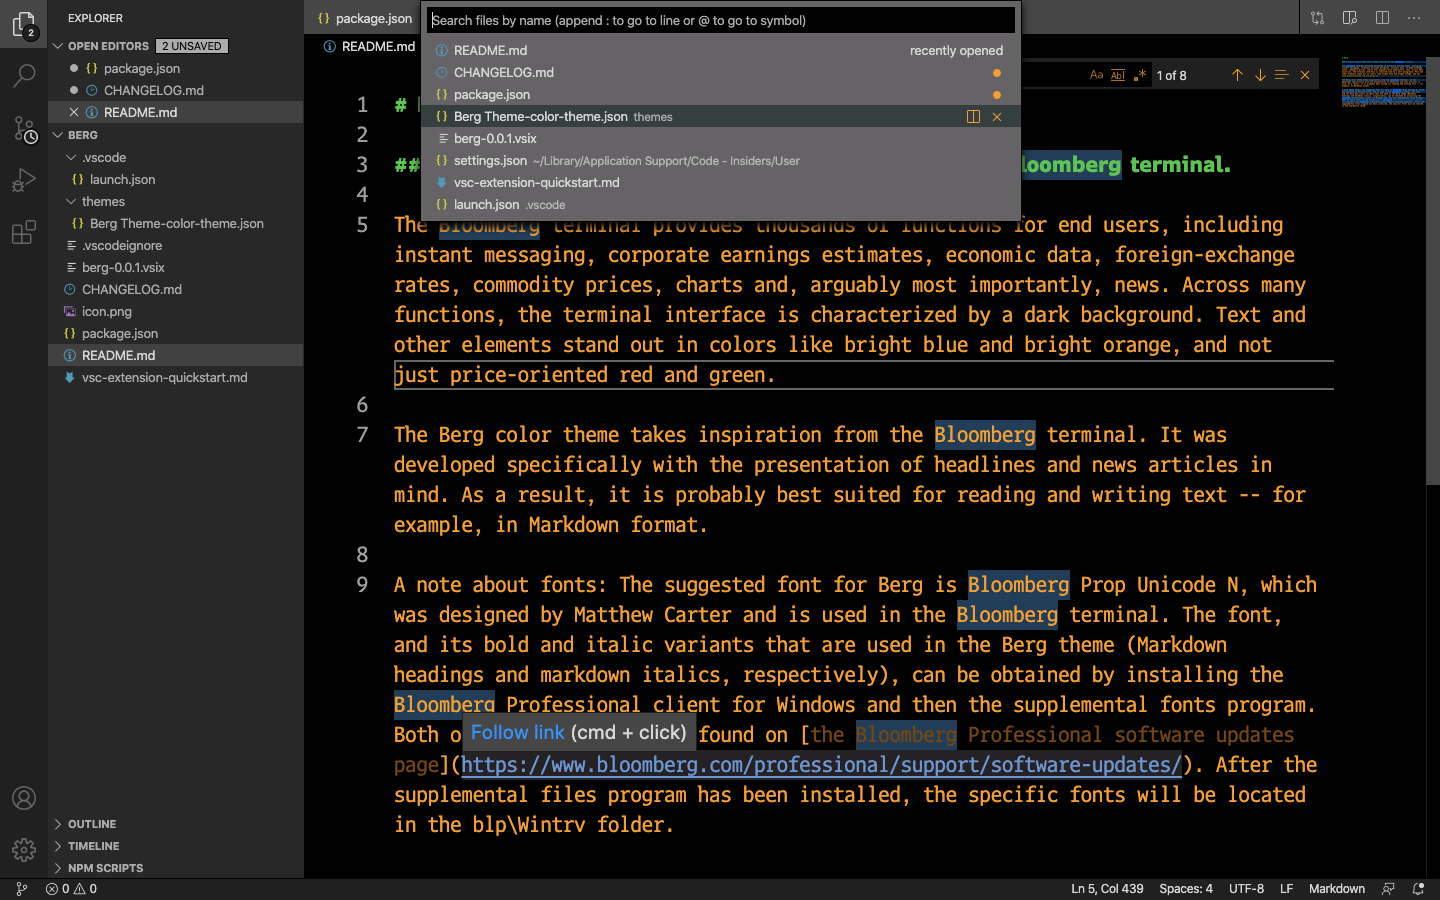 2
EXPLORER
OPEN EDITORS 2 UNSAVED
package.json
CHANGELOG.md
README.md
BERG
.vscode
launch.json
themes
Berg Theme-color-theme.json
.vscodeignore
berg-0.0.1.vsix
CHANGELOG.md
icon.png
package.json
README.md
vsc-extension-quickstart.md
OUTLINE
TIMELINE
NPM SCRIPTS
package.json
README.md
Search files by name (append : to go to line or @ to go to symbol)
README.md recently opened
CHANGELOG.md
package.json
Berg Theme-color-theme.json themes
berg-0.0.1.vsix
settings.json ~/Library/Application Support/Code - Insiders/User
vsc-extension-quickstart.md
launch.json .vscode
Aa Abl .* 1 of 8
1 #
2
3 ## loomberg terminal.
4
5 The Bloomberg terminal provides thousands of functions for end users, including
instant messaging, corporate earnings estimates, economic data, foreign-exchange
rates, commodity prices, charts and, arguably most importantly, news. Across many
functions, the terminal interface is characterized by a dark background. Text and
other elements stand out in colors like bright blue and bright orange, and not
just price-oriented red and green.
6
7 The Berg color theme takes inspiration from the Bloomberg terminal. It was
developed specifically with the presentation of headlines and news articles in
mind. As a result, it is probably best suited for reading and writing text -- for
example, in Markdown format.
8
9 A note about fonts: The suggested font for Berg is Bloomberg Prop Unicode N, which
was designed by Matthew Carter and is used in the Bloomberg terminal. The font,
and its bold and italic variants that are used in the Berg theme (Markdown
headings and markdown italics, respectively), can be obtained by installing the
Bloomberg Professional client for Windows and then the supplemental fonts program.
Both o Follow link (cmd + click) found on [the Bloomberg Professional software updates
page](https://www.bloomberg.com/professional/support/software-updates/). After the
supplemental files program has been installed, the specific fonts will be located
in the blp\Wintrv folder.
0 0
Ln 5, Col 439 Spaces: 4 UTF-8 LF Markdown